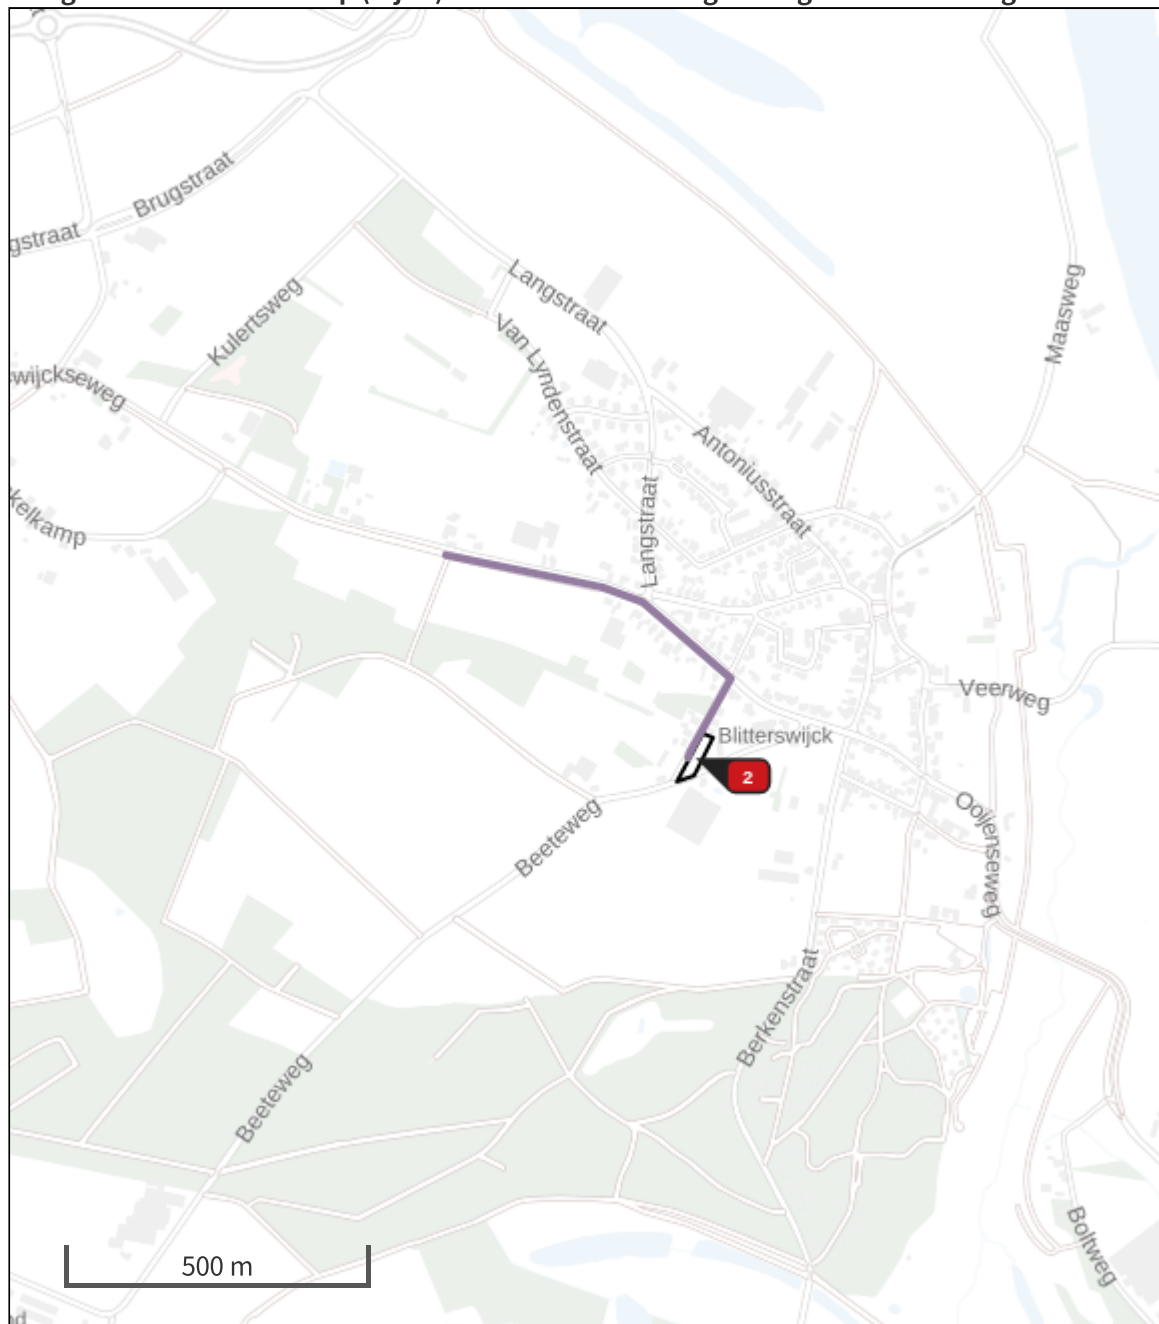 Brugstraat
gstraat
Kulertsweg
Langstraat
Van Lyndenstraat
Maasweg
wijckseweg
Antoniusstraat
kelkamp
Langstraat
Veerweg
Blitterswijck
2
Beeteweg
Ooijenseweg
Berkenstraat
Beeteweg
Boltweg
500 m